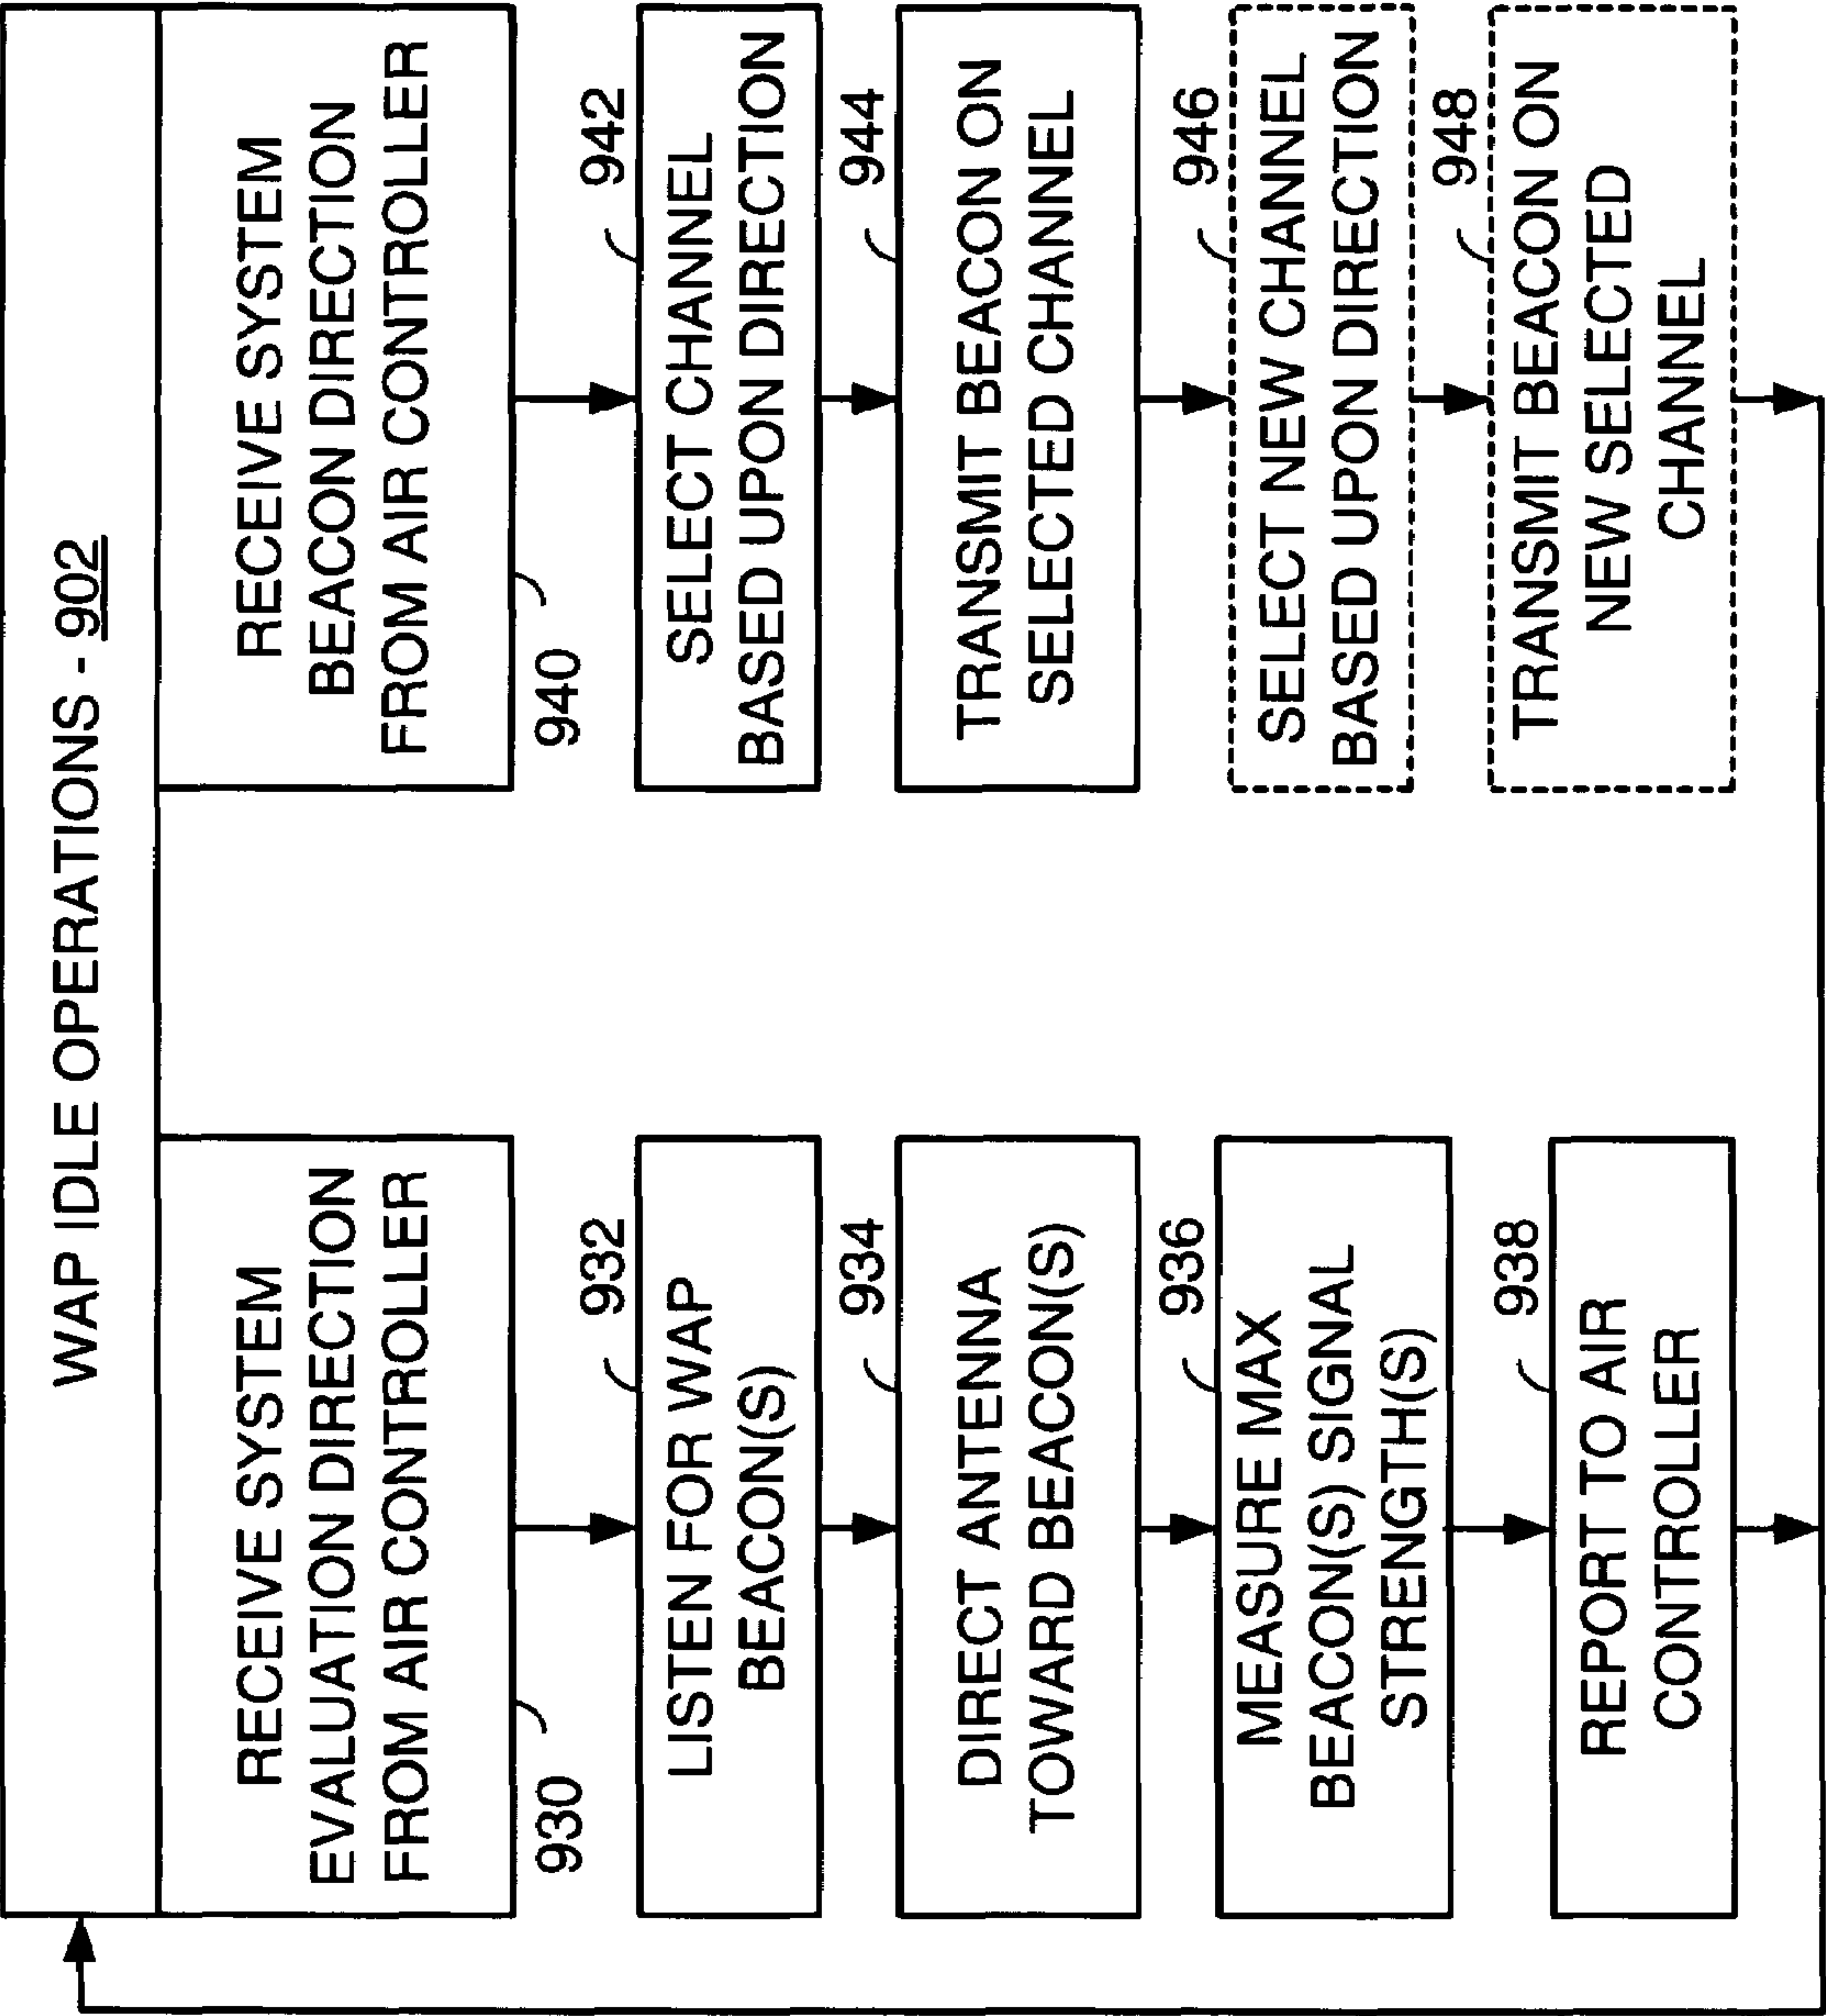 WAP IDLE OPERATIONS - 902
RECEIVE SYSTEM
EVALUATION DIRECTION
FROM AIR CONTROLLER
930
932
LISTEN FOR WAP
BEACON(S)
934
DIRECT ANTENNA
TOWARD BEACON(S)
936
MEASURE MAX
BEACON(S) SIGNAL
STRENGTH(S)
938
REPORT TO AIR
CONTROLLER
RECEIVE SYSTEM
BEACON DIRECTION
FROM AIR CONTROLLER
940
942
SELECT CHANNEL
BASED UPON DIRECTION
944
TRANSMIT BEACON ON
SELECTED CHANNEL
946
SELECT NEW CHANNEL
BASED UPON DIRECTION
948
TRANSMIT BEACON ON
NEW SELECTED
CHANNEL